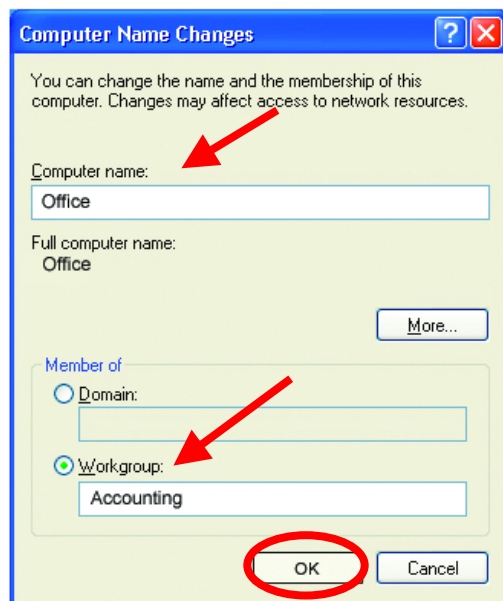 Computer Name Changes
You can change the name and the membership of this
computer. Changes may affect access to network resources.
Computer name:
Office
Full computer name:
Office
More...
Member of
Domain:
Workgroup:
Accounting
OK Cancel